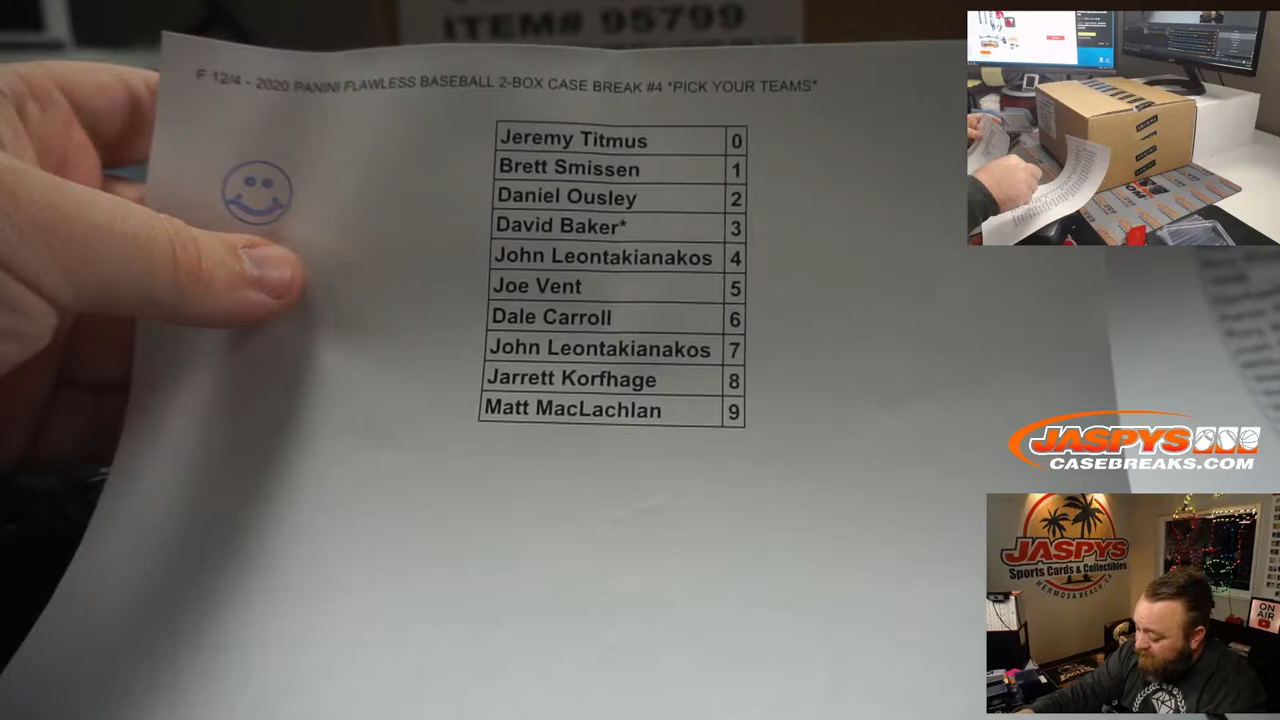 ITEM# 95799
F 12/4 - 2020 PANINI FLAWLESS BASEBALL 2-BOX CASE BREAK #4 *PICK YOUR TEAMS*
Jeremy Titmus 0
Brett Smissen 1
Daniel Ousley 2
David Baker* 3
John Leontakianakos 4
Joe Vent 5
Dale Carroll 6
John Leontakianakos 7
Jarrett Korfhage 8
Matt MacLachlan 9
JASPYS
CASEBREAKS.COM
JASPYS
Sports Cards & Collectibles
HERMOSA BEACH, CA
ON
AIR